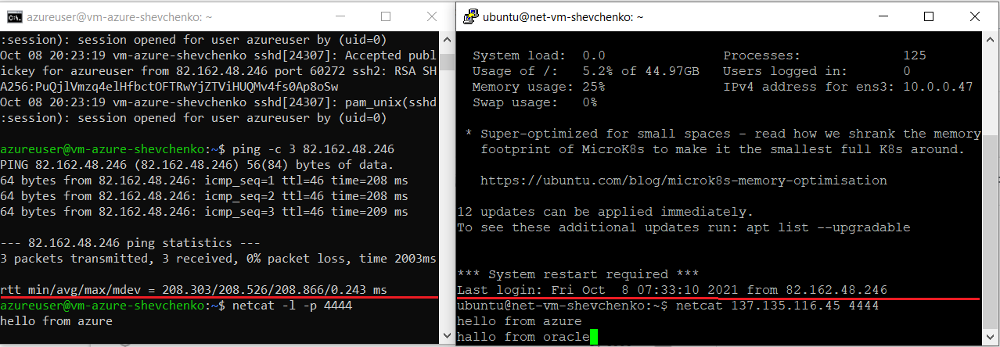 azureuser@vm-azure-shevchenko: ~
:session): session opened for user azureuser by (uid=0)
Oct 08 20:23:19 vm-azure-shevchenko sshd[24307]: Accepted publ
ickey for azureuser from 82.162.48.246 port 60272 ssh2: RSA SH
A256:PuQjlVmzq4elHfbctOFTRwYjZTViHUQMv4fs0Ap8oSw
Oct 08 20:23:19 vm-azure-shevchenko sshd[24307]: pam_unix(sshd
:session): session opened for user azureuser by (uid=0)
azureuser@vm-azure-shevchenko:~$ ping -c 3 82.162.48.246
PING 82.162.48.246 (82.162.48.246) 56(84) bytes of data.
64 bytes from 82.162.48.246: icmp_seq=1 ttl=46 time=208 ms
64 bytes from 82.162.48.246: icmp_seq=2 ttl=46 time=208 ms
64 bytes from 82.162.48.246: icmp_seq=3 ttl=46 time=209 ms
--- 82.162.48.246 ping statistics ---
3 packets transmitted, 3 received, 0% packet loss, time 2003ms
rtt min/avg/max/mdev = 208.303/208.526/208.866/0.243 ms
azureuser@vm-azure-shevchenko:~$ netcat -l -p 4444
hello from azure
ubuntu@net-vm-shevchenko: ~
System load: 0.0 Processes: 125
Usage of /: 5.2% of 44.97GB Users logged in: 0
Memory usage: 25% IPv4 address for ens3: 10.0.0.47
Swap usage: 0%
* Super-optimized for small spaces - read how we shrank the memory
footprint of MicroK8s to make it the smallest full K8s around.
https://ubuntu.com/blog/microk8s-memory-optimisation
12 updates can be applied immediately.
To see these additional updates run: apt list --upgradable
*** System restart required ***
Last login: Fri Oct  8 07:33:10 2021 from 82.162.48.246
ubuntu@net-vm-shevchenko:~$ netcat 137.135.116.45 4444
hello from azure
hallo from oracle